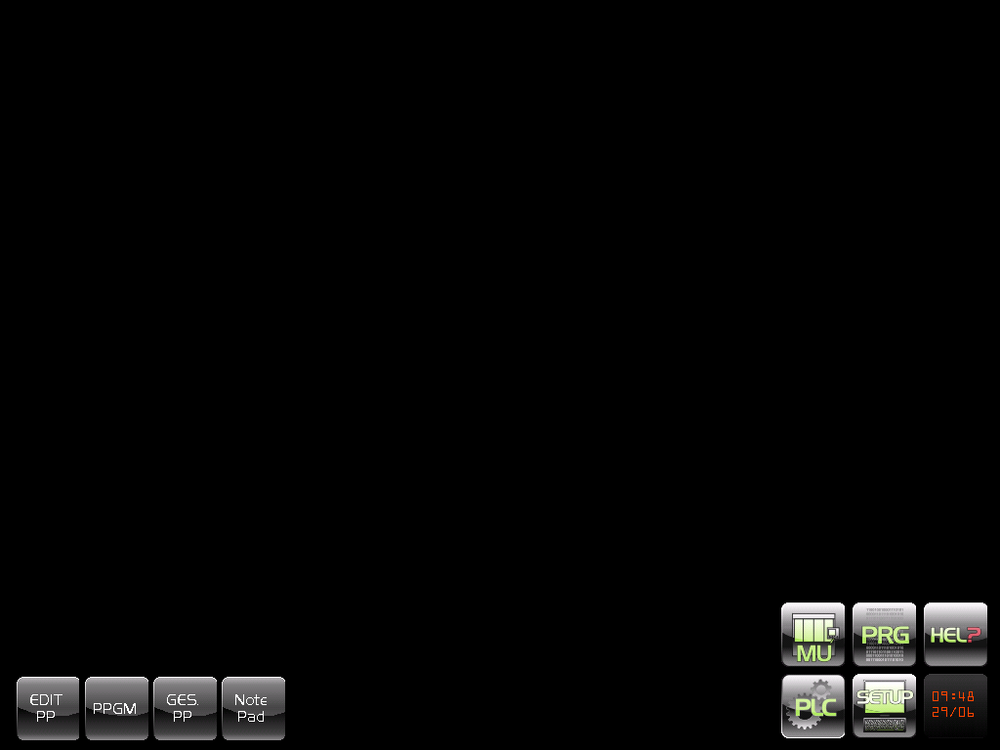 MU
PRG
HEL?
EDIT
PP
PPGM
GES.
PP
Note
Pad
PLC
SETUP
09:48
29/06